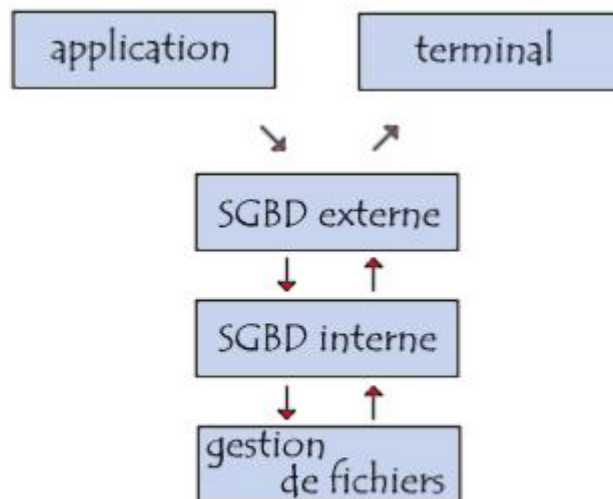 application
terminal
SGBD externe
SGBD interne
gestion
de fichiers